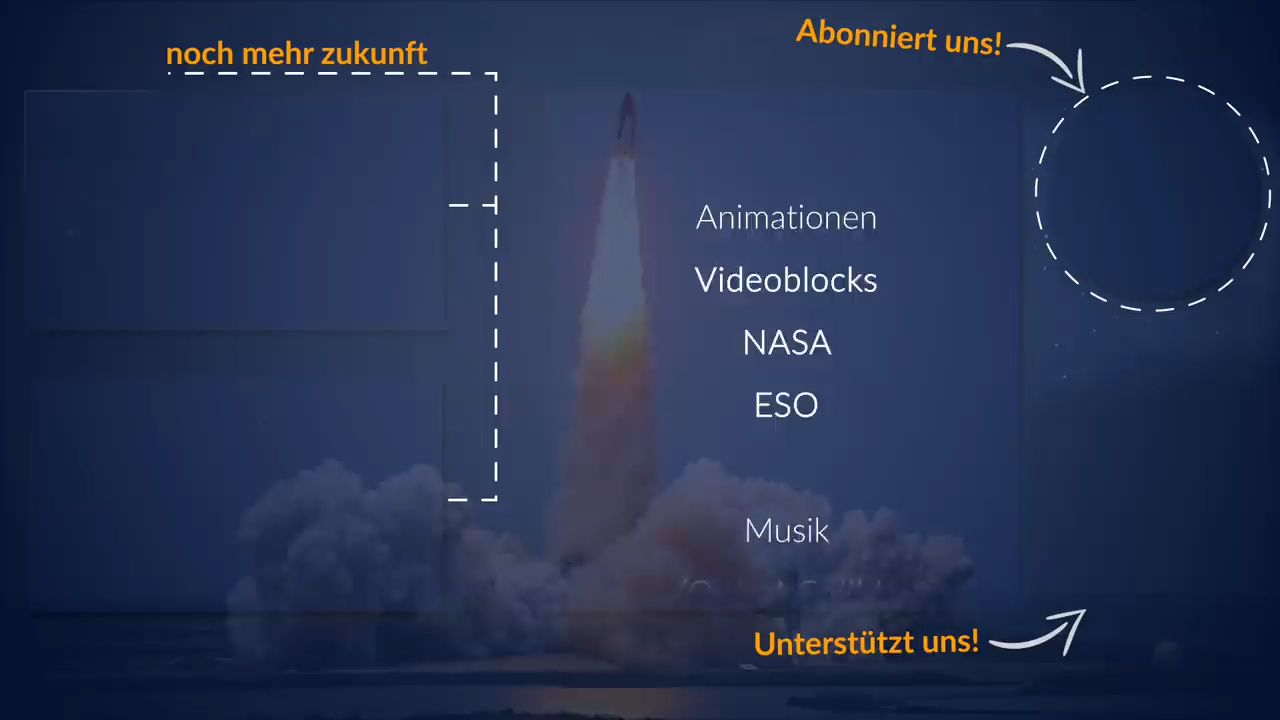 noch mehr zukunft
Abonniert uns!
Animationen
Videoblocks
NASA
ESO
Musik
Unterstützt uns!